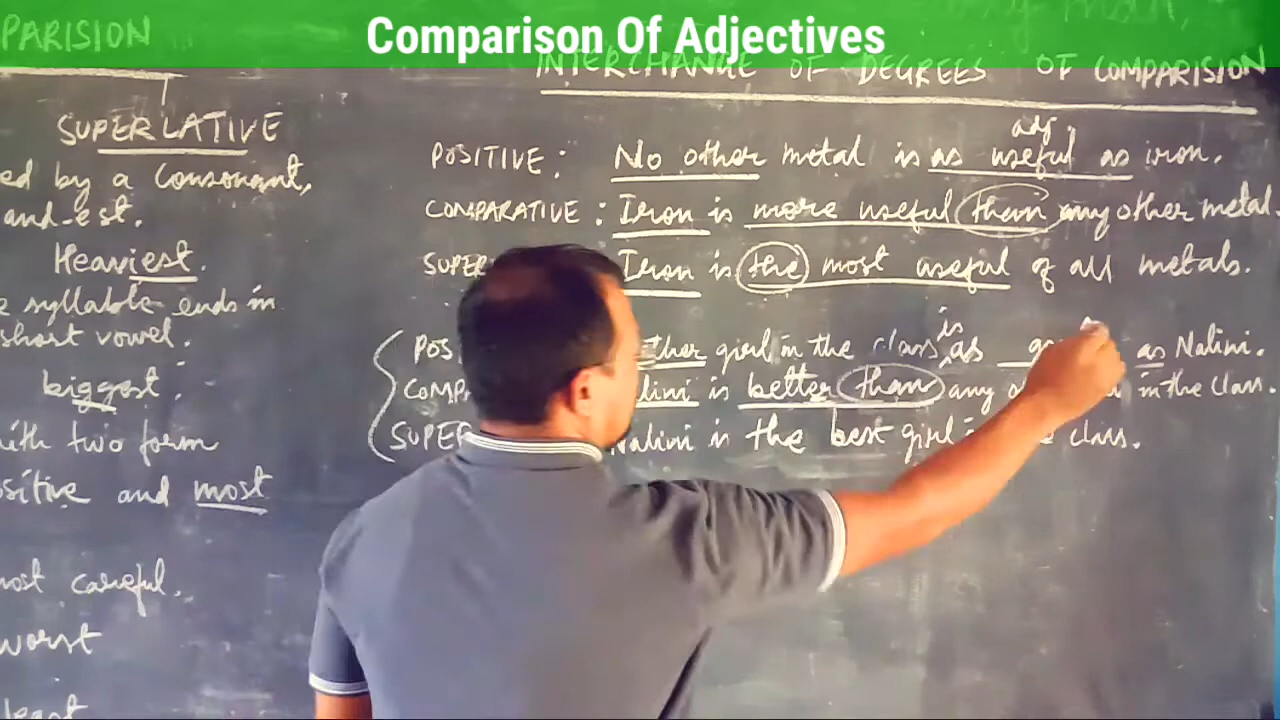 Comparison Of Adjectives
PARISION
SUPERLATIVE
ed by a consonant,
and-est.
Heaviest.
e syllable ends in
short vowel.
biggest.
ith two form
sitive and most
most careful.
worst
least
INTERCHANGE OF DEGREES OF COMPARISION
adj.
POSITIVE: No other metal is as useful as iron.
COMPARATIVE: Iron is more useful than any other metal
SUPER Iron is the most useful of all metals.
is
POS ther girl in the class as as Nalini.
COMP lini is better than any in the class.
SUPER Nalini is the best girl class.